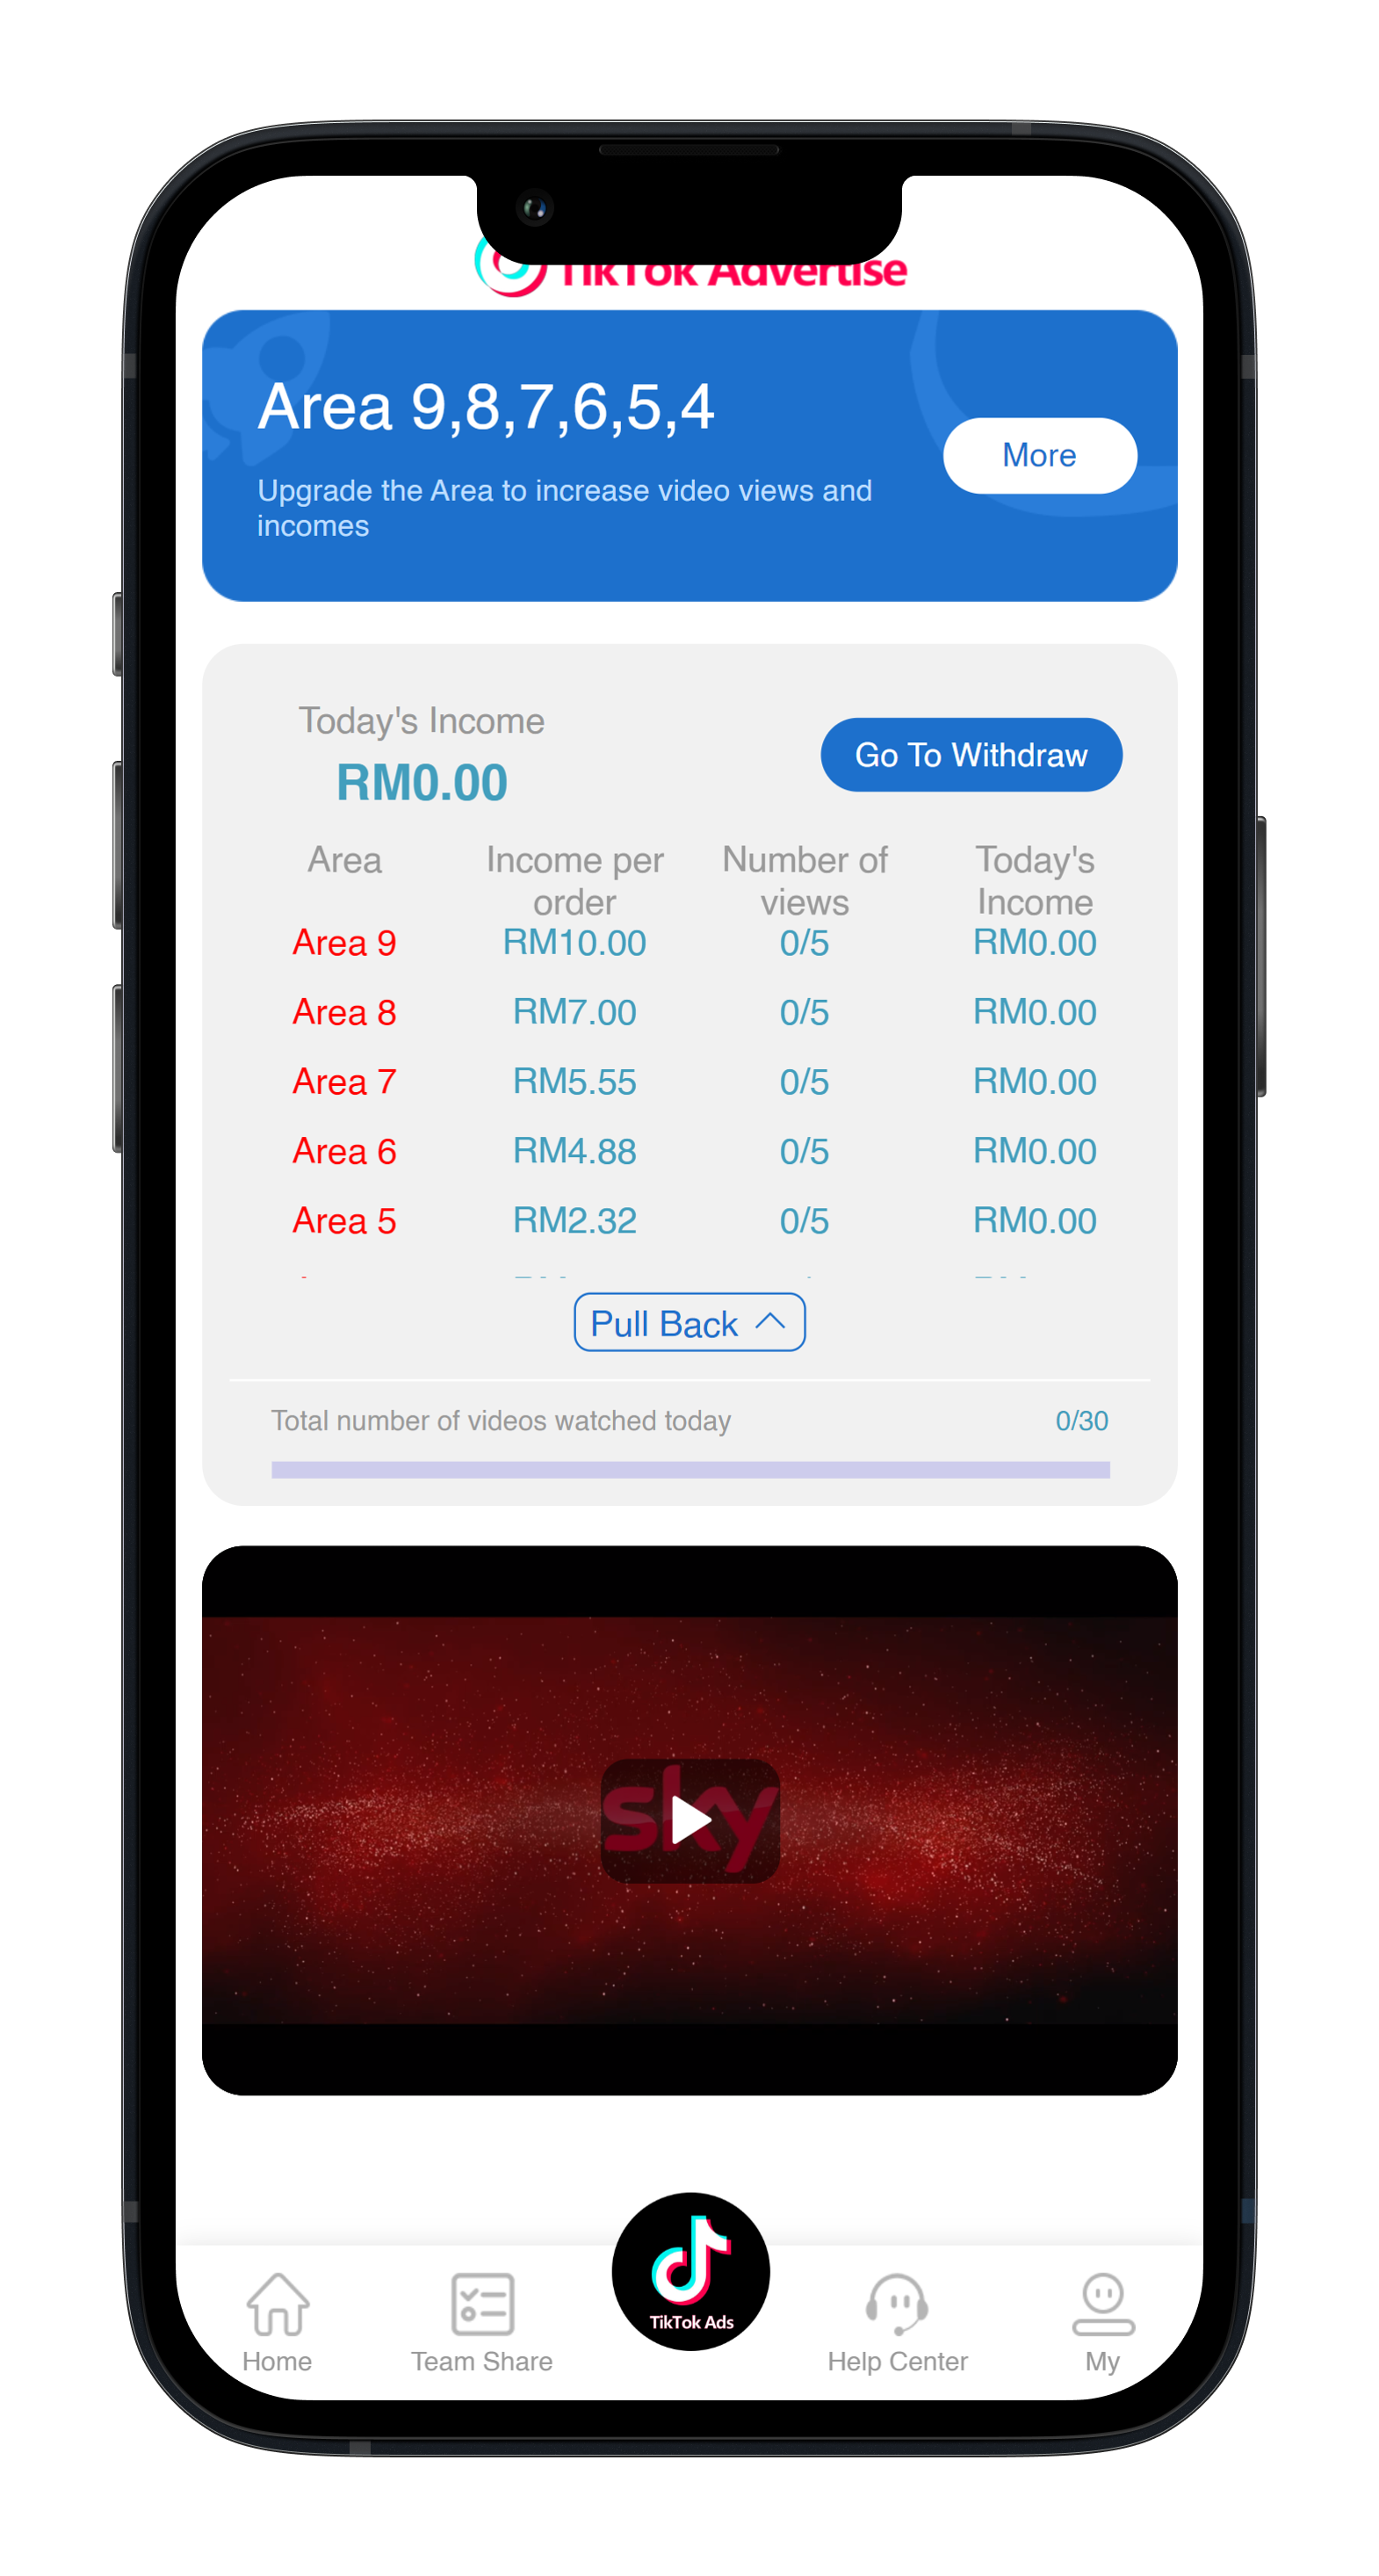 TikTok Advertise
Area 9,8,7,6,5,4
Upgrade the Area to increase video views and
incomes
More
Today's Income
RM0.00
Go To Withdraw
Area
Income per
order
Number of
views
Today's
Income
Area 9 RM10.00 0/5 RM0.00
Area 8 RM7.00 0/5 RM0.00
Area 7 RM5.55 0/5 RM0.00
Area 6 RM4.88 0/5 RM0.00
Area 5 RM2.32 0/5 RM0.00
Pull Back
Total number of videos watched today 0/30
sky
TikTok Ads
Home
Team Share
Help Center
My